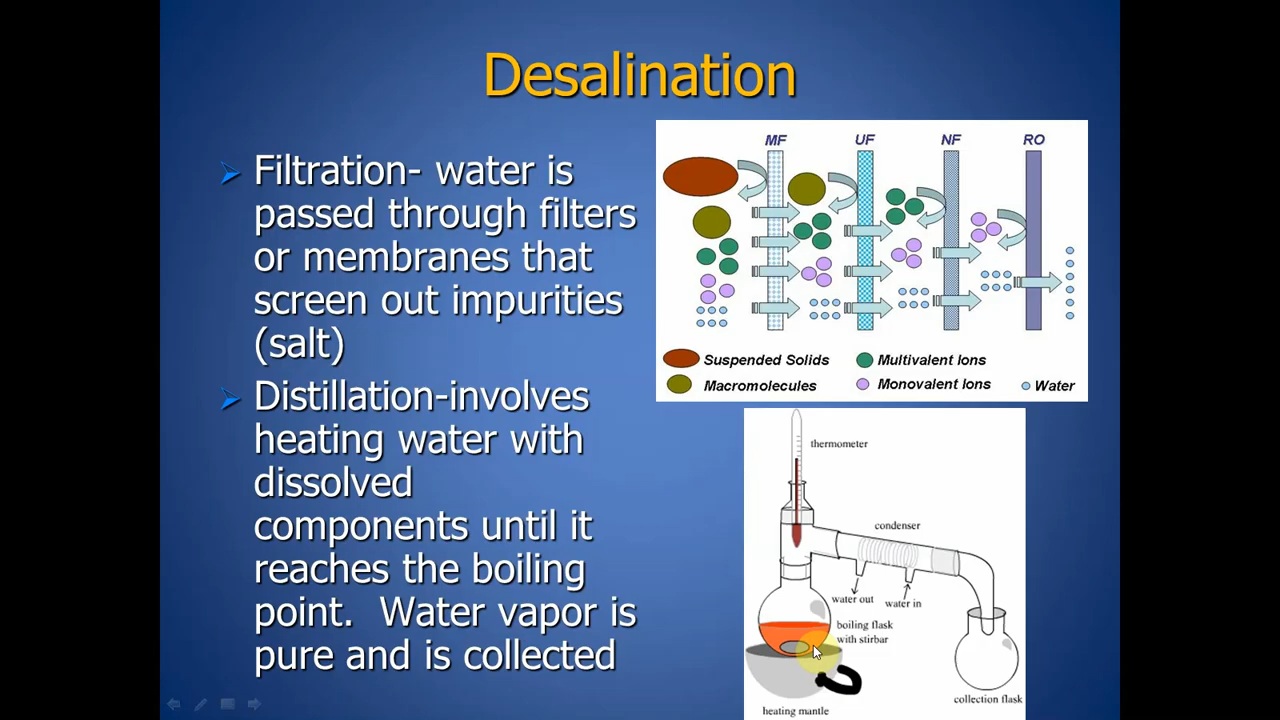 Desalination
Filtration- water is
passed through filters
or membranes that
screen out impurities
(salt)
Distillation-involves
heating water with
dissolved
components until it
reaches the boiling
point.  Water vapor is
pure and is collected
MF UF NF RO
Suspended Solids Multivalent Ions
Macromolecules Monovalent Ions Water
thermometer
condenser
water out water in
boiling flask
with stirbar
collection flask
heating mantle